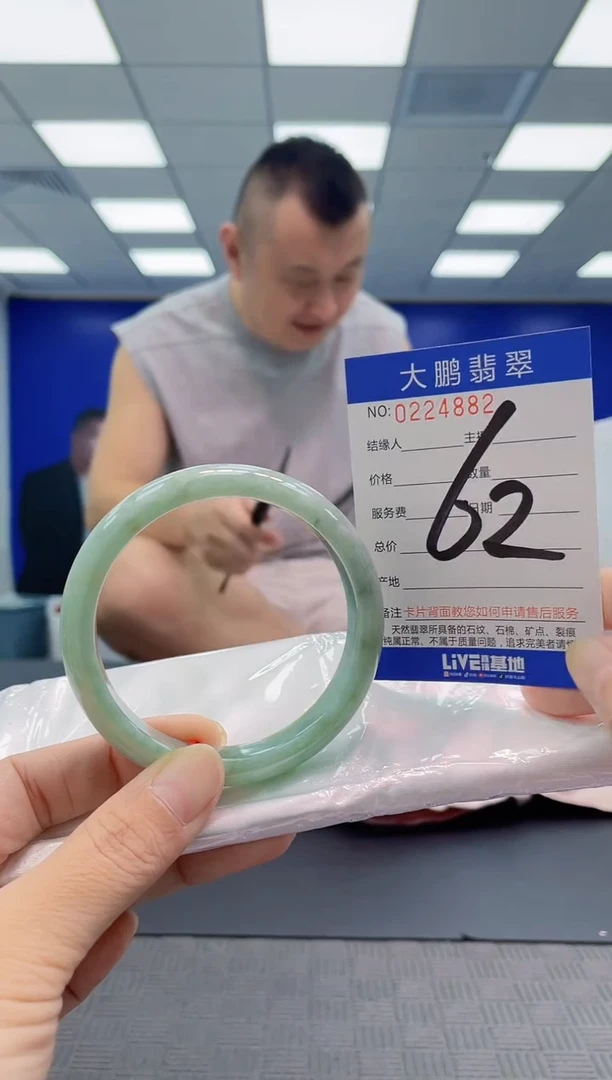 大鹏翡翠
NO: 0224882
结缘人
价格
服务费
日期
总价
62
产地
备注 卡片背面教您如何申请售后服务
天然翡翠所具备的石纹、石棉、矿点、裂痕
纯属正常、不属于质量问题,追求完美者请
LiVE 基地